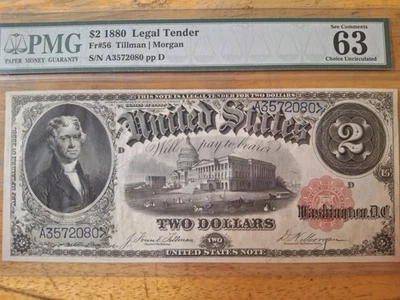 PMG
PAPER MONEY GUARANTY
$2 1880 Legal Tender
Fr#56 Tillman | Morgan
S/N A3572080 pp D
See Comments
63
Choice Uncirculated
THIS NOTE IS A LEGAL TENDER FOR TWO DOLLARS
A3572080
United States
D
Will pay to bearer
2
D
Washington, D.C.
A3572080
TWO DOLLARS
TWO
UNITED STATES NOTE